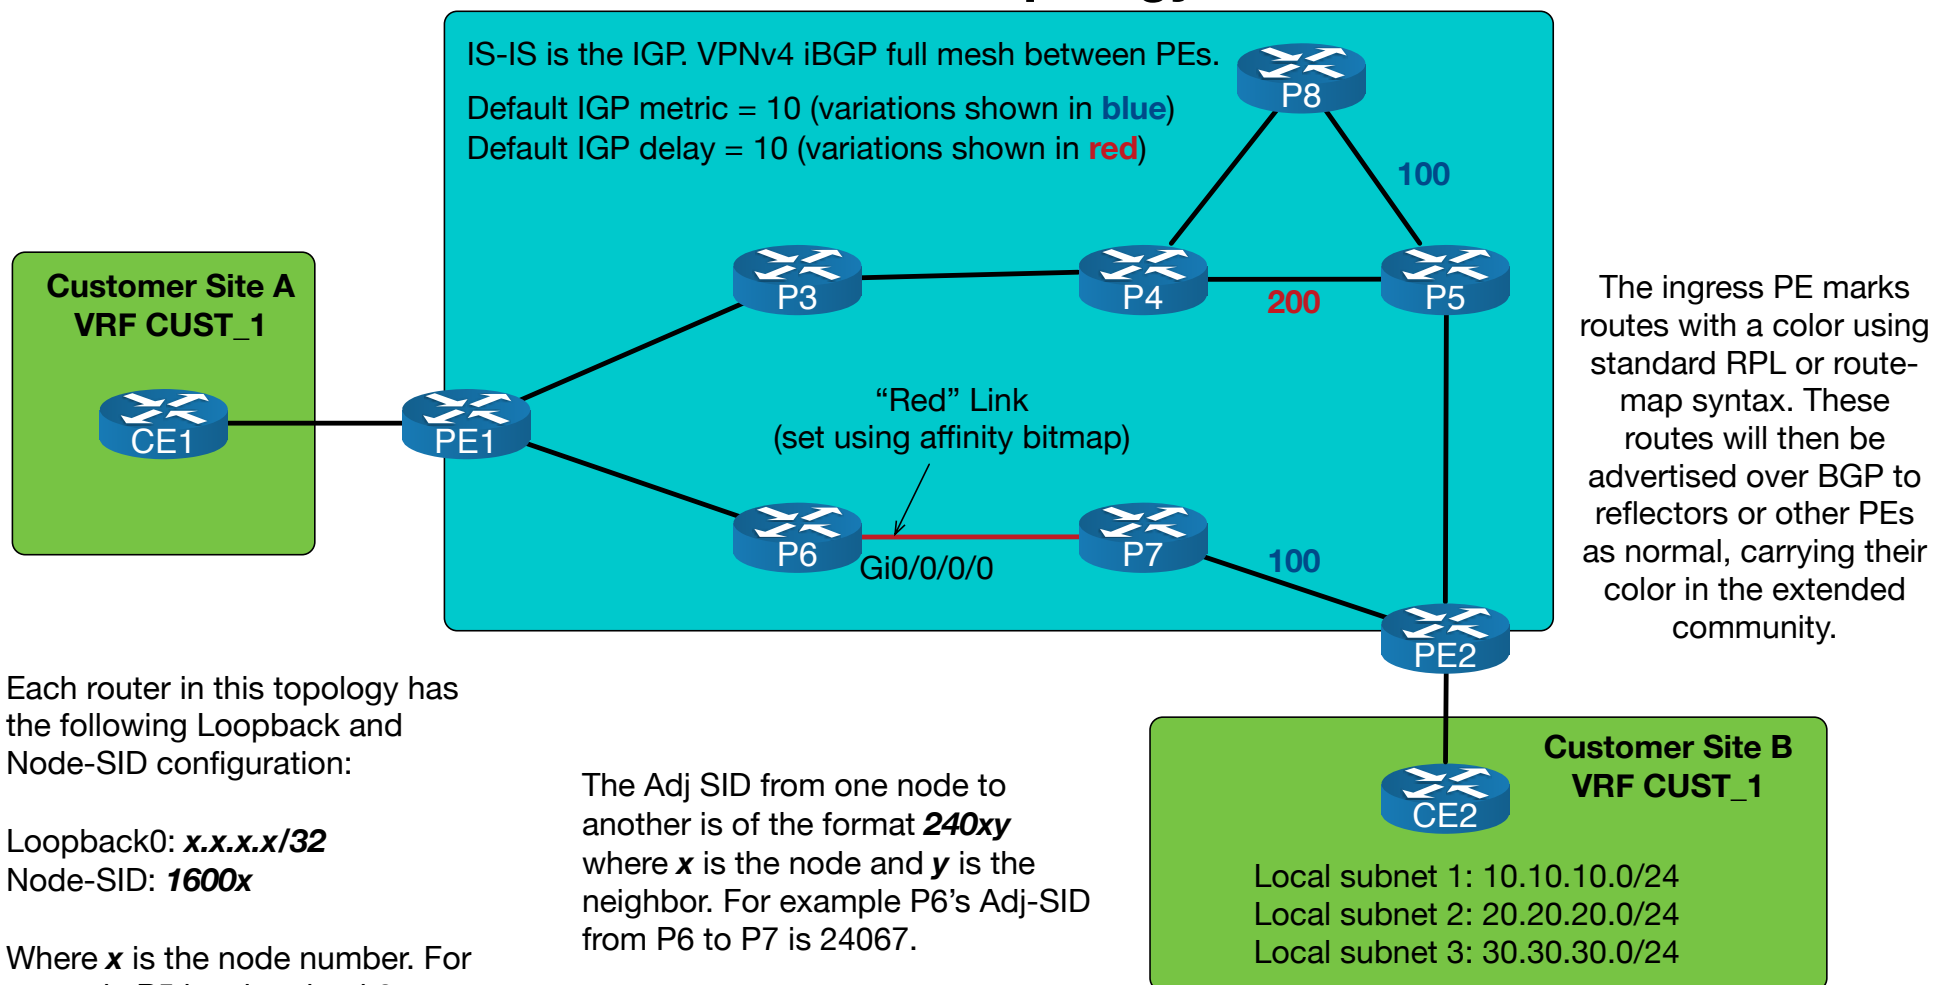 IS-IS is the IGP. VPNv4 iBGP full mesh between PEs.
Default IGP metric = 10 (variations shown in blue)
Default IGP delay = 10 (variations shown in red)
P8
100
Customer Site A
VRF CUST_1
P3
P4
200
P5
CE1
PE1
“Red” Link
(set using affinity bitmap)
P6
Gi0/0/0/0
P7
100
PE2
The ingress PE marks
routes with a color using
standard RPL or route-
map syntax. These
routes will then be
advertised over BGP to
reflectors or other PEs
as normal, carrying their
color in the extended
community.
Each router in this topology has
the following Loopback and
Node-SID configuration:
Loopback0: x.x.x.x/32
Node-SID: 1600x
Where x is the node number. For
The Adj SID from one node to
another is of the format 240xy
where x is the node and y is the
neighbor. For example P6’s Adj-SID
from P6 to P7 is 24067.
Customer Site B
VRF CUST_1
CE2
Local subnet 1: 10.10.10.0/24
Local subnet 2: 20.20.20.0/24
Local subnet 3: 30.30.30.0/24